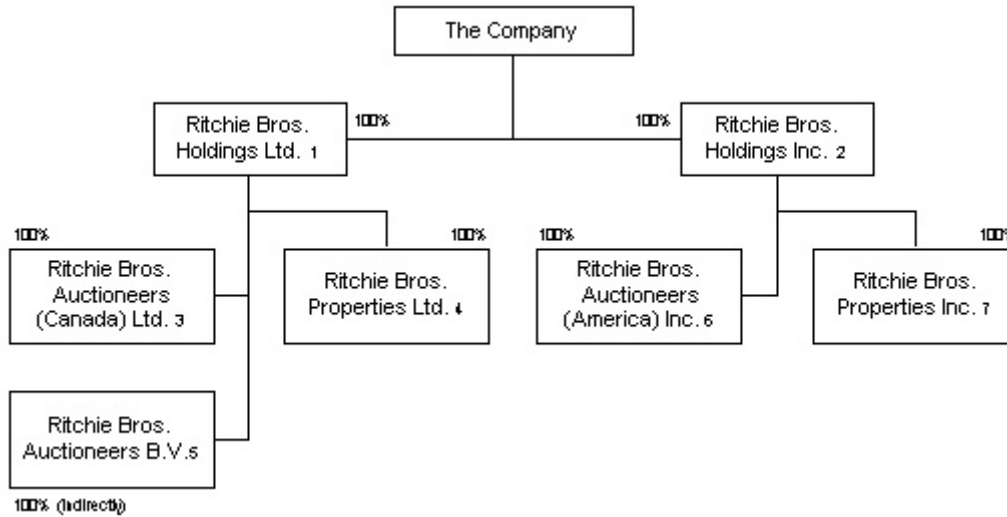 The Company
100%
100%
Ritchie Bros.
Holdings Ltd. 1
Ritchie Bros.
Holdings Inc. 2
100%
100%
100%
100%
Ritchie Bros.
Auctioneers
(Canada) Ltd. 3
Ritchie Bros.
Properties Ltd. 4
Ritchie Bros.
Auctioneers
(America) Inc. 6
Ritchie Bros.
Properties Inc. 7
Ritchie Bros.
Auctioneers B.V.5
100% (Indirectly)